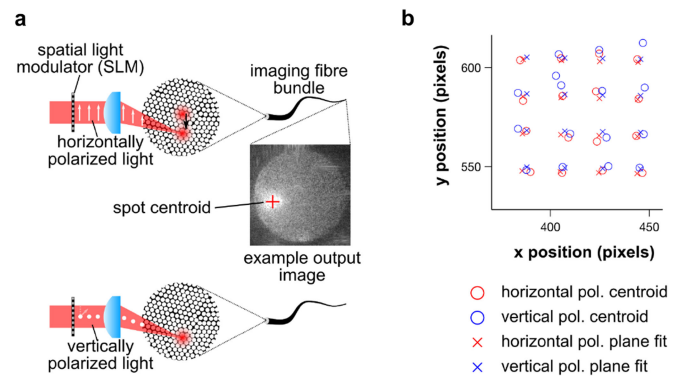 a
spatial light
modulator (SLM)
imaging fibre
bundle
horizontally
polarized light
spot centroid
example output
image
vertically
polarized light
b
y position (pixels)
600
550
400
450
x position (pixels)
horizontal pol. centroid
vertical pol. centroid
horizontal pol. plane fit
vertical pol. plane fit